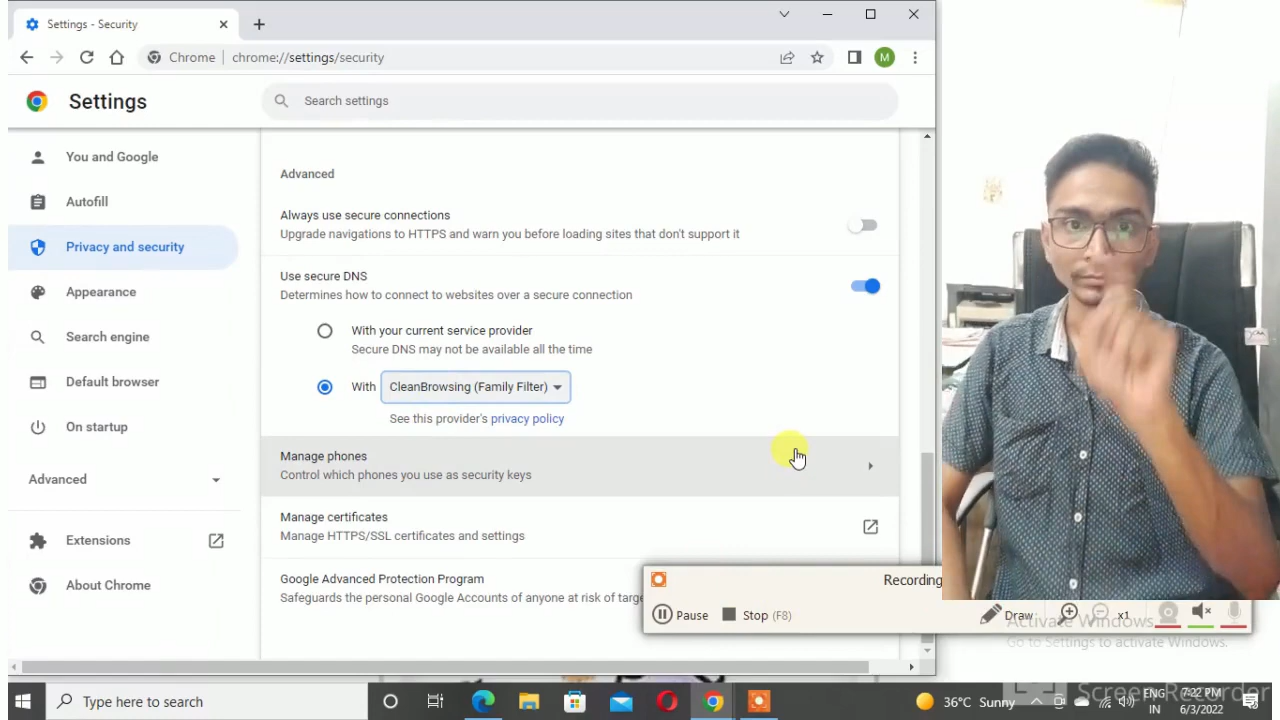 Settings - Security
Chrome
chrome://settings/security
M
Settings
Search settings
You and Google
Autofill
Privacy and security
Appearance
Search engine
Default browser
On startup
Advanced
Extensions
About Chrome
Advanced
Always use secure connections
Upgrade navigations to HTTPS and warn you before loading sites that don't support it
Use secure DNS
Determines how to connect to websites over a secure connection
With your current service provider
Secure DNS may not be available all the time
With CleanBrowsing (Family Filter)
See this provider's privacy policy
Manage phones
Control which phones you use as security keys
Manage certificates
Manage HTTPS/SSL certificates and settings
Google Advanced Protection Program
Safeguards the personal Google Accounts of anyone at risk of
Recording
Pause
Stop (F8)
Draw
x1
Activate Windows
Go to Settings to activate Windows.
Screen Recorder
Type here to search
36°C Sunny
ENG
IN
7:22 PM
6/3/2022